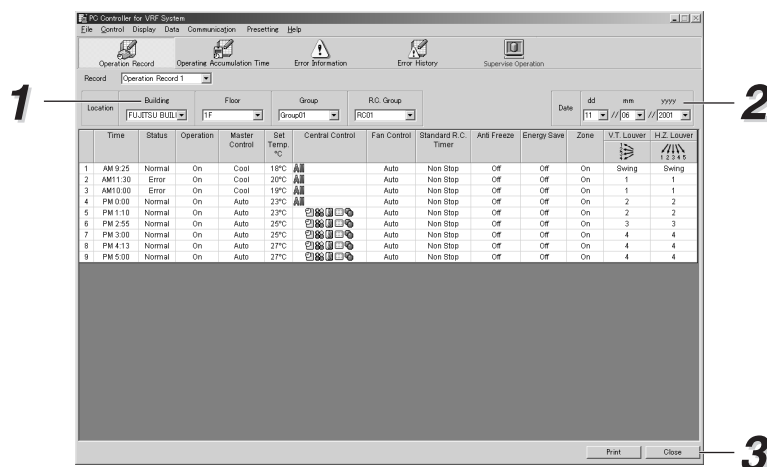 PC Controller for VRF System
File Control Display Data Communication Presetting Help
Operation Record Operating Accumulation Time Error Information Error History Supervise Operation
Record Operation Record 1
1
2
Location Building Floor Group R.C. Group Date dd mm yyyy
FUJITSU BUIL 1F Group01 RC01 11 // 06 // 2001
Time Status Operation Master Control Set Temp. °C Central Control Fan Control Standard R.C. Timer Anti Freeze Energy Save Zone V.T. Louver H.Z. Louver
1 2 3 4 5
1 AM 9:25 Normal On Cool 18°C All Auto Non Stop Off Off On Swing Swing
2 AM11:30 Error On Cool 20°C All Auto Non Stop Off Off On 1 1
3 AM10:00 Error On Cool 19°C All Auto Non Stop Off Off On 1 1
4 PM 0:00 Normal On Auto 23°C All Auto Non Stop Off Off On 2 2
5 PM 1:10 Normal On Auto 23°C Auto Non Stop Off Off On 2 2
6 PM 2:55 Normal On Auto 25°C Auto Non Stop Off Off On 3 3
7 PM 3:00 Normal On Auto 25°C Auto Non Stop Off Off On 4 4
8 PM 4:13 Normal On Auto 27°C Auto Non Stop Off Off On 4 4
9 PM 5:00 Normal On Auto 27°C Auto Non Stop Off Off On 4 4
Print Close
3